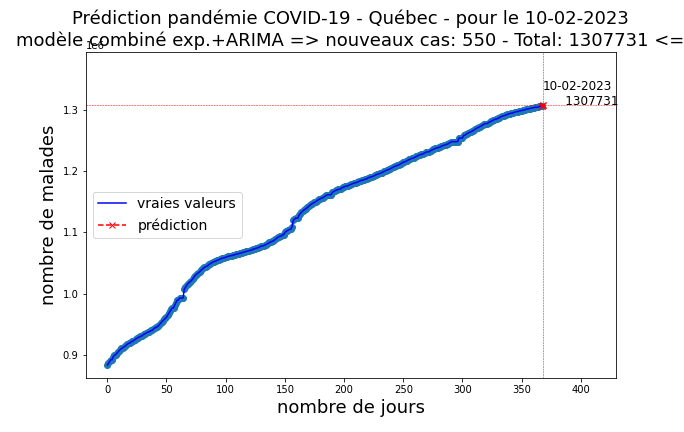 Prédiction pandémie COVID-19 - Québec - pour le 10-02-2023
modèle combiné exp.+ARIMA => nouveaux cas: 550 - Total: 1307731 <=
1e6
10-02-2023
1307731
1.3
1.2
1.1
1.0
0.9
nombre de malades
vraies valeurs
prédiction
0 50 100 150 200 250 300 350 400
nombre de jours